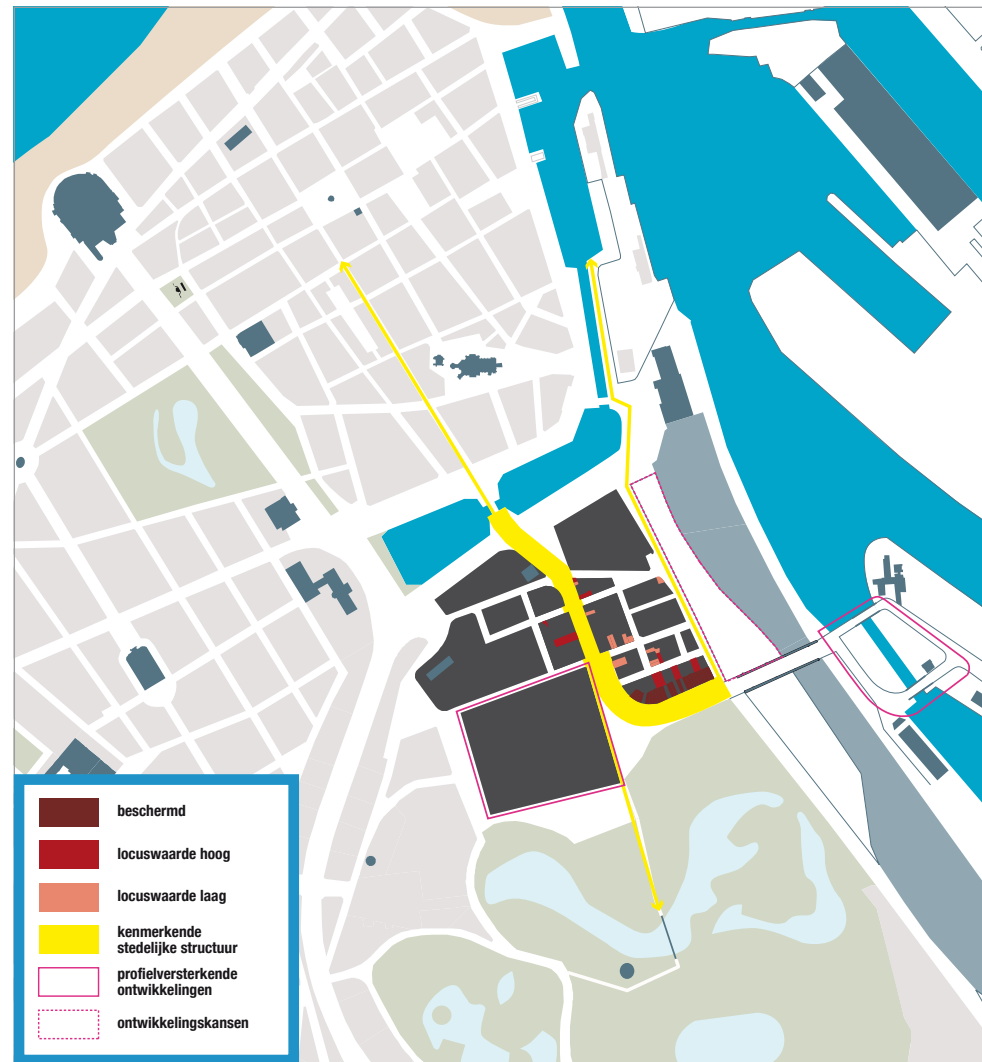 beschermd
locuswaarde hoog
locuswaarde laag
kenmerkende
stedelijke structuur
profielversterkende
ontwikkelingen
ontwikkelingskansen